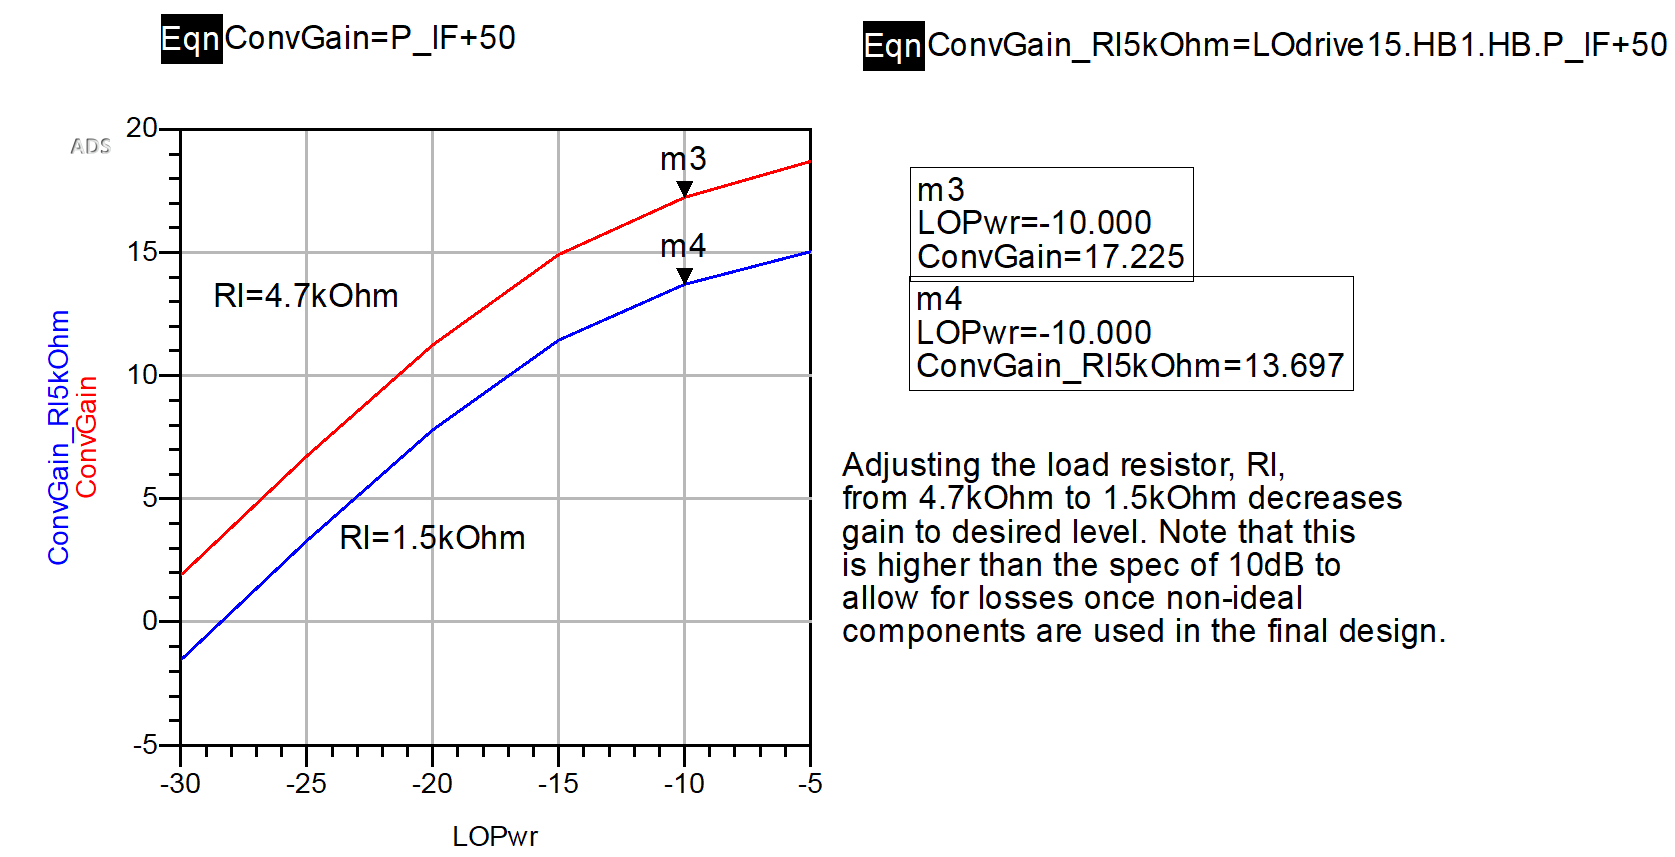 Eqn ConvGain=P_IF+50
Eqn ConvGain_Rl5kOhm=LOdrive15.HB1.HB.P_IF+50
ADS
20
15
10
5
0
-5
m3
m4
Rl=4.7kOhm
Rl=1.5kOhm
ConvGain_Rl5kOhm
ConvGain
-30 -25 -20 -15 -10 -5
LOPwr
m3
LOPwr=-10.000
ConvGain=17.225
m4
LOPwr=-10.000
ConvGain_Rl5kOhm=13.697
Adjusting the load resistor, Rl,
from 4.7kOhm to 1.5kOhm decreases
gain to desired level. Note that this
is higher than the spec of 10dB to
allow for losses once non-ideal
components are used in the final design.